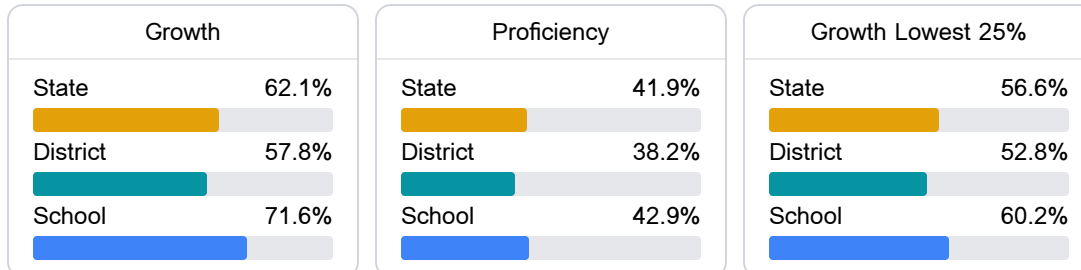 Growth
State 62.1%
District 57.8%
School 71.6%
Proficiency
State 41.9%
District 38.2%
School 42.9%
Growth Lowest 25%
State 56.6%
District 52.8%
School 60.2%